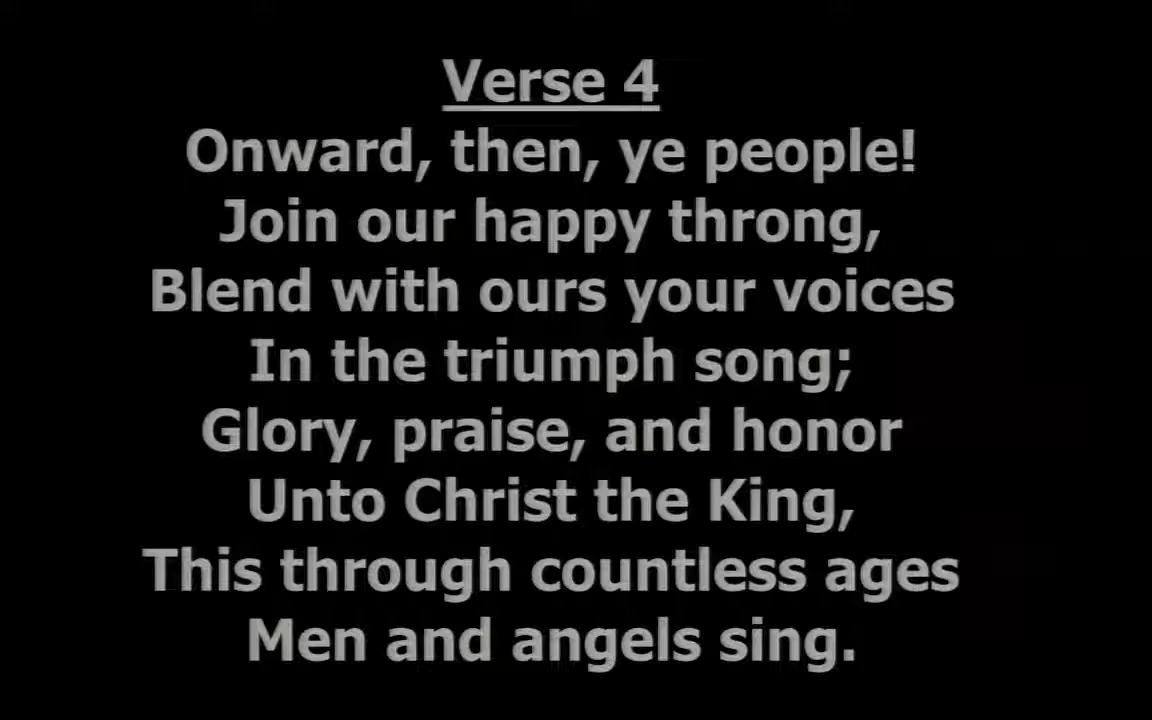 Verse 4
Onward, then, ye people!
Join our happy throng,
Blend with ours your voices
In the triumph song;
Glory, praise, and honor
Unto Christ the King,
This through countless ages
Men and angels sing.